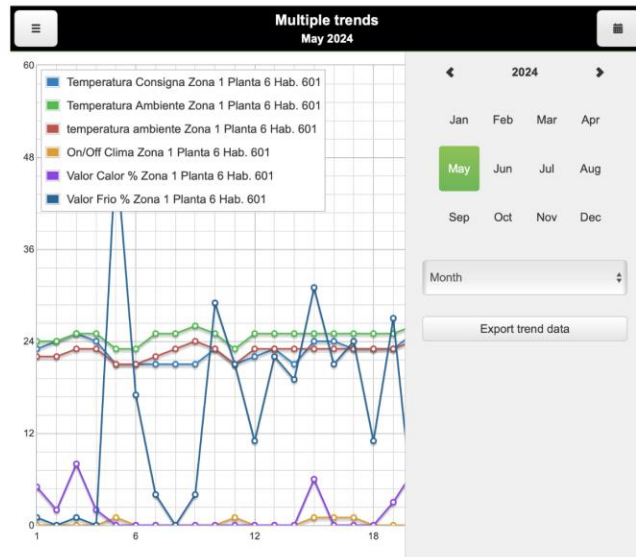 Multiple trends
May 2024
60
48
36
24
12
0
1
6
12
18
Temperatura Consigna Zona 1 Planta 6 Hab. 601
Temperatura Ambiente Zona 1 Planta 6 Hab. 601
temperatura ambiente Zona 1 Planta 6 Hab. 601
On/Off Clima Zona 1 Planta 6 Hab. 601
Valor Calor % Zona 1 Planta 6 Hab. 601
Valor Frio % Zona 1 Planta 6 Hab. 601
2024
Jan Feb Mar Apr
May Jun Jul Aug
Sep Oct Nov Dec
Month
Export trend data